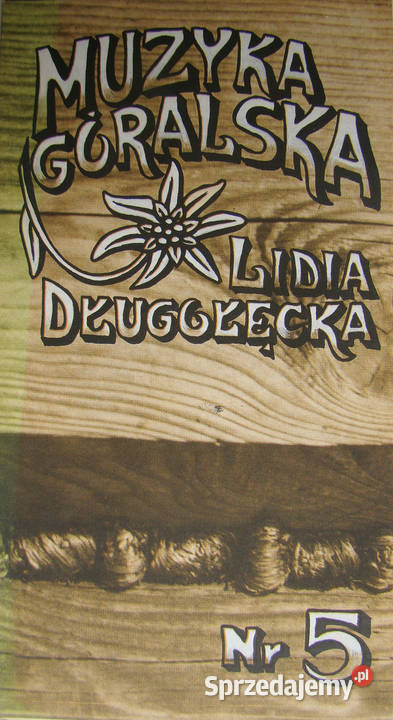 MUZYKA
GÓRALSKA
LIDIA
DŁUGOŁĘCKA
Nr 5
Sprzedajemy.pl